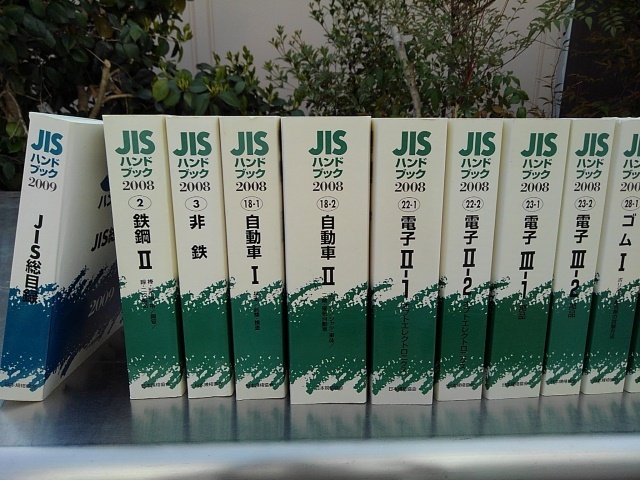 JIS
ハンド
ブック
2009
JIS総目録
JIS
ハンド
ブック
2008
2
鉄鋼 II
JIS
ハンド
ブック
2008
3
非鉄
JIS
ハンド
ブック
2008
18-1
自動車 I
JIS
ハンド
ブック
2008
18-2
自動車 II
JIS
ハンド
ブック
2008
22-1
電子 II-1
JIS
ハンド
ブック
2008
22-2
電子 II-2
JIS
ハンド
ブック
2008
23-1
電子 III-1
JIS
ハンド
ブック
2008
23-2
電子 III-2
28-1
ゴム I